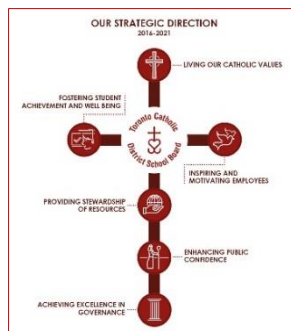 OUR STRATEGIC DIRECTION
2016-2021
LIVING OUR CATHOLIC VALUES
FOSTERING STUDENT
ACHIEVEMENT AND WELL BEING
Toronto Catholic
District School Board
INSPIRING AND
MOTIVATING EMPLOYEES
PROVIDING STEWARDSHIP
OF RESOURCES
ENHANCING PUBLIC
CONFIDENCE
ACHIEVING EXCELLENCE IN
GOVERNANCE